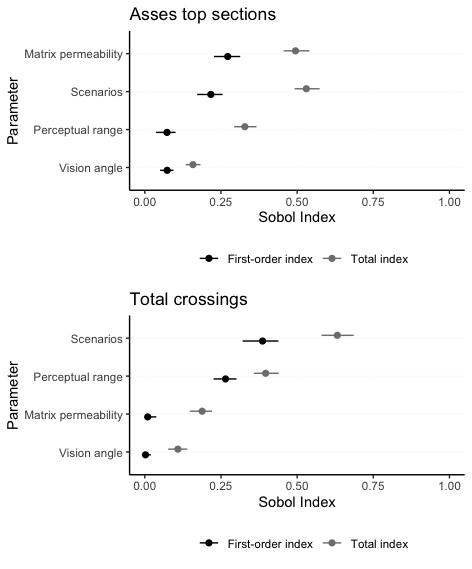 Asses top sections
Parameter
Matrix permeability
Scenarios
Perceptual range
Vision angle
0.00 0.25 0.50 0.75 1.00
Sobol Index
First-order index Total index
Total crossings
Parameter
Scenarios
Perceptual range
Matrix permeability
Vision angle
0.00 0.25 0.50 0.75 1.00
Sobol Index
First-order index Total index